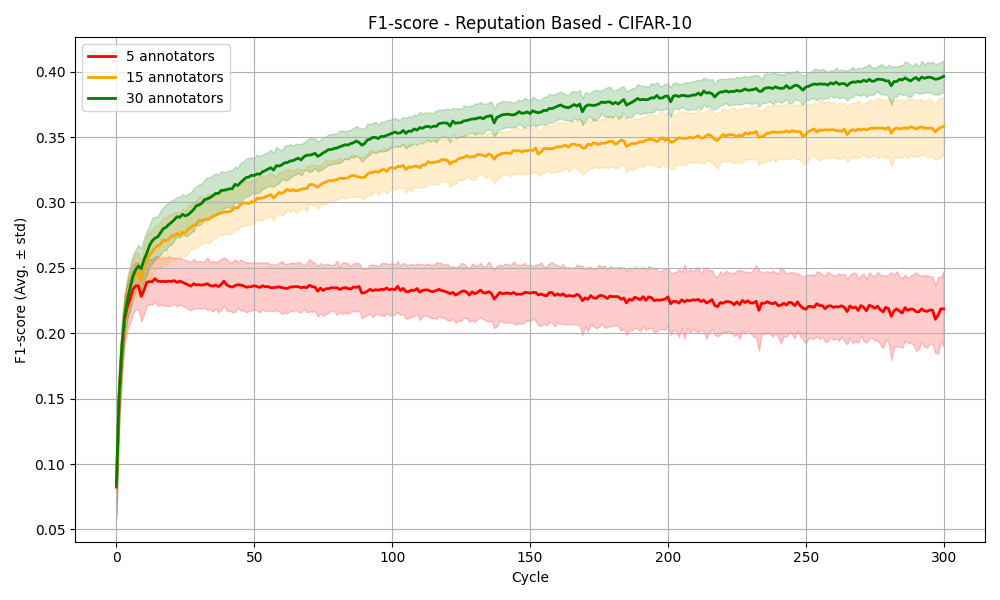 F1-score - Reputation Based - CIFAR-10
5 annotators
15 annotators
30 annotators
F1-score (Avg. ± std)
0.40
0.35
0.30
0.25
0.20
0.15
0.10
0.05
0 50 100 150 200 250 300
Cycle